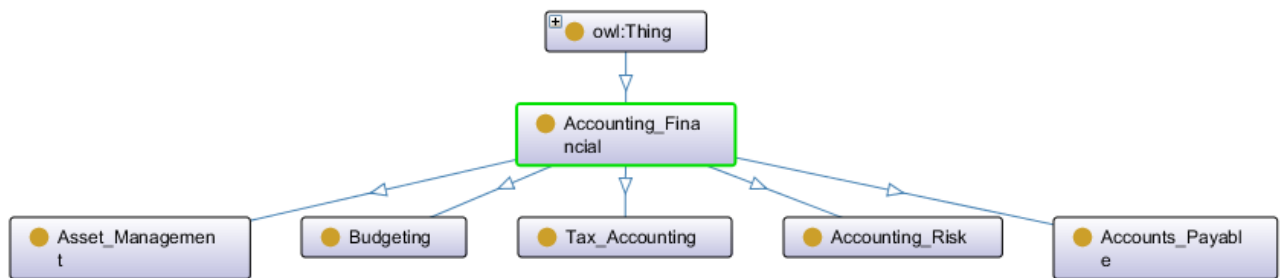 owl:Thing
Accounting_Fina
ncial
Asset_Managemen
t
Budgeting
Tax_Accounting
Accounting_Risk
Accounts_Payabl
e